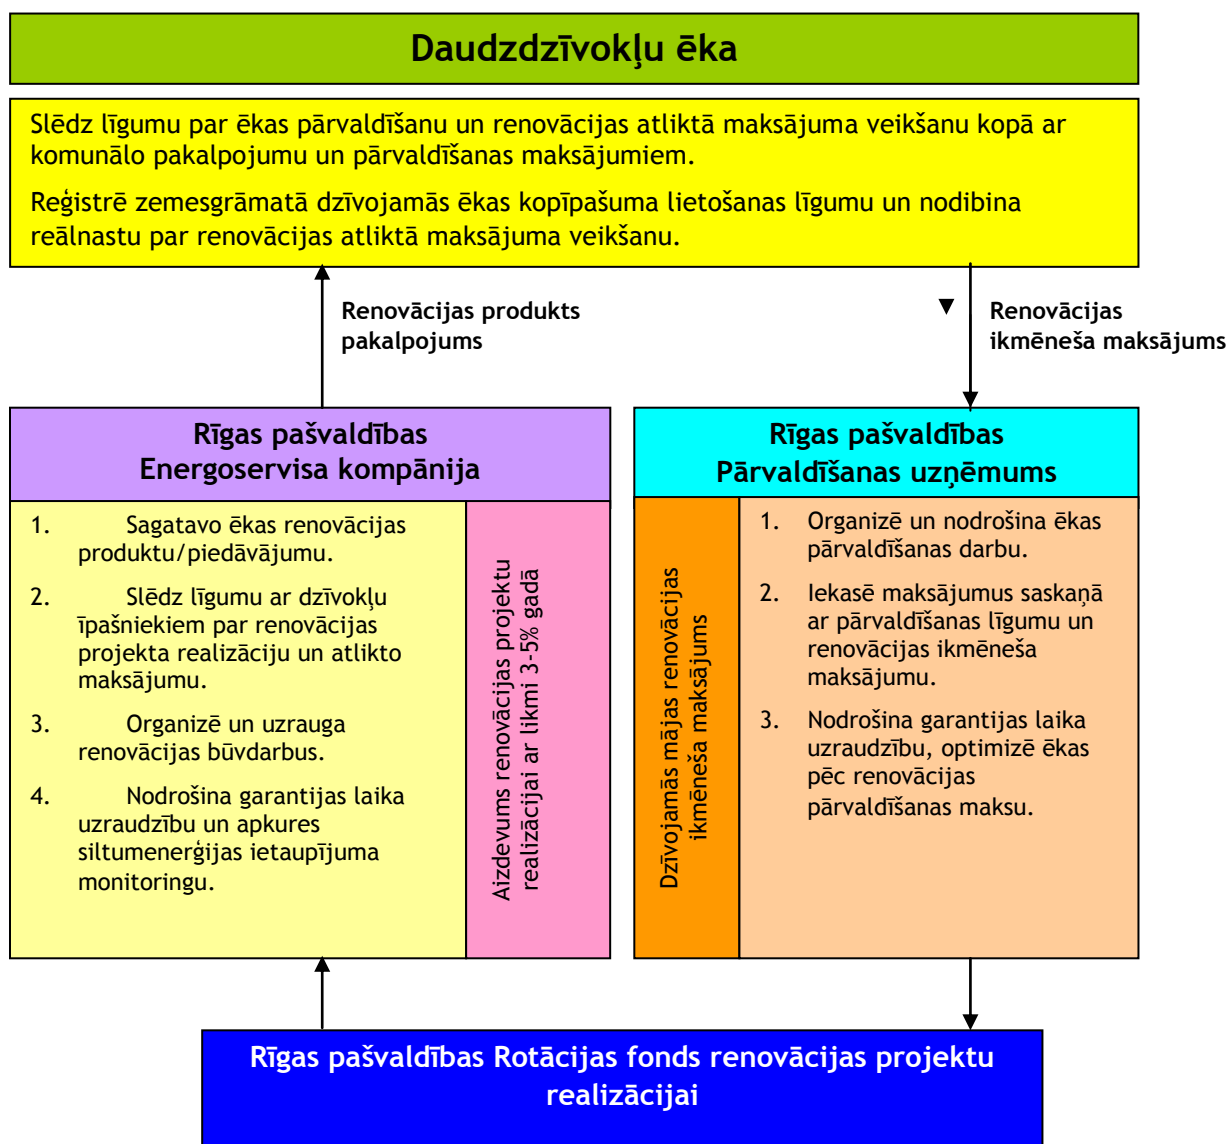 Daudzdzīvokļu ēka
Slēdz līgumu par ēkas pārvaldīšanu un renovācijas atliktā maksājuma veikšanu kopā ar
komunālo pakalpojumu un pārvaldīšanas maksājumiem.
Reģistrē zemesgrāmatā dzīvojamās ēkas kopīpašuma lietošanas līgumu un nodibina
reālnastu par renovācijas atliktā maksājuma veikšanu.
Renovācijas produkts
pakalpojums
Renovācijas
ikmēneša maksājums
Rīgas pašvaldības
Energoservisa kompānija
1. Sagatavo ēkas renovācijas
produktu/piedāvājumu.
2. Slēdz līgumu ar dzīvokļu
īpašniekiem par renovācijas
projekta realizāciju un atlikto
maksājumu.
3. Organizē un uzrauga
renovācijas būvdarbus.
4. Nodrošina garantijas laika
uzraudzību un apkures
siltumenerģijas ietaupījuma
monitoringu.
Aizdevums renovācijas projektu
realizācijai ar likmi 3-5% gadā
Rīgas pašvaldības
Pārvaldīšanas uzņēmums
Dzīvojamās mājas renovācijas
ikmēneša maksājums
1. Organizē un nodrošina ēkas
pārvaldīšanas darbu.
2. Iekasē maksājumus saskaņā
ar pārvaldīšanas līgumu un
renovācijas ikmēneša
maksājumu.
3. Nodrošina garantijas laika
uzraudzību, optimizē ēkas
pēc renovācijas
pārvaldīšanas maksu.
Rīgas pašvaldības Rotācijas fonds renovācijas projektu
realizācijai